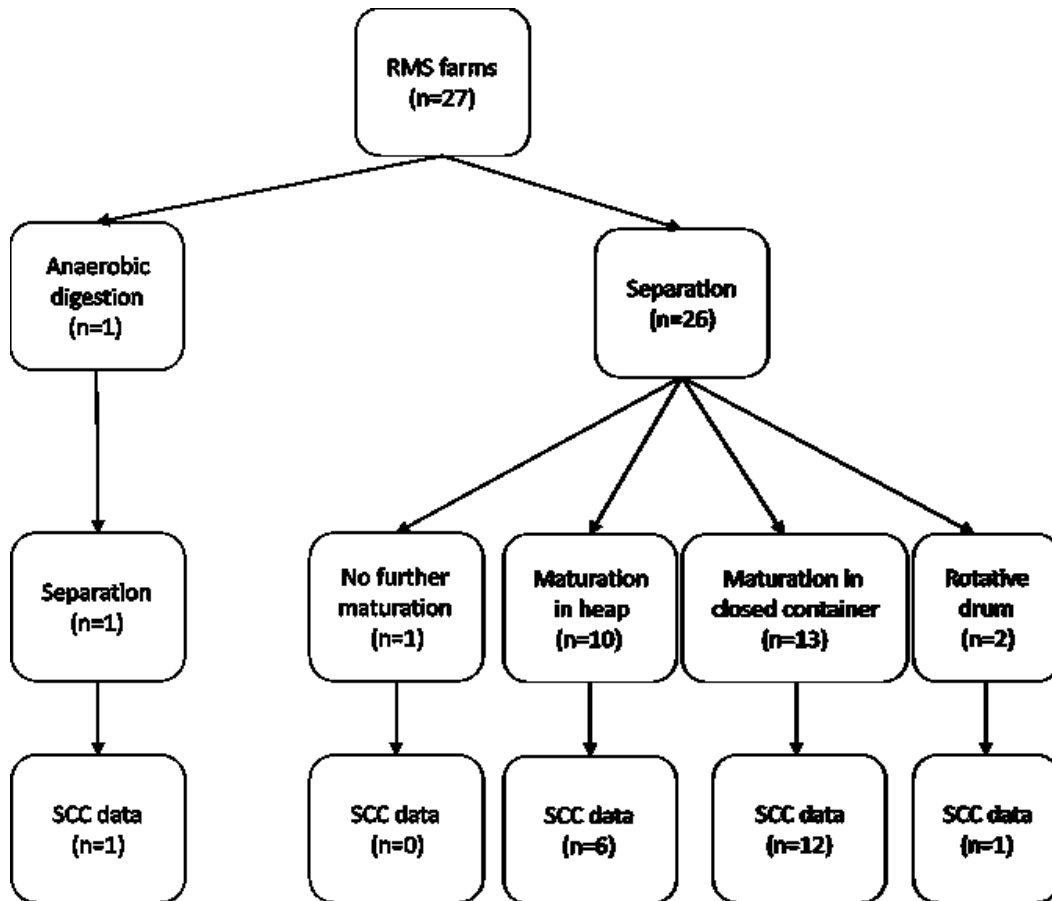 RMS farms
(n=27)
Anaerobic
digestion
(n=1)
Separation
(n=26)
Separation
(n=1)
No further
maturation
(n=1)
Maturation
in heap
(n=10)
Maturation in
closed container
(n=13)
Rotative
drum
(n=2)
SCC data
(n=1)
SCC data
(n=0)
SCC data
(n=6)
SCC data
(n=12)
SCC data
(n=1)